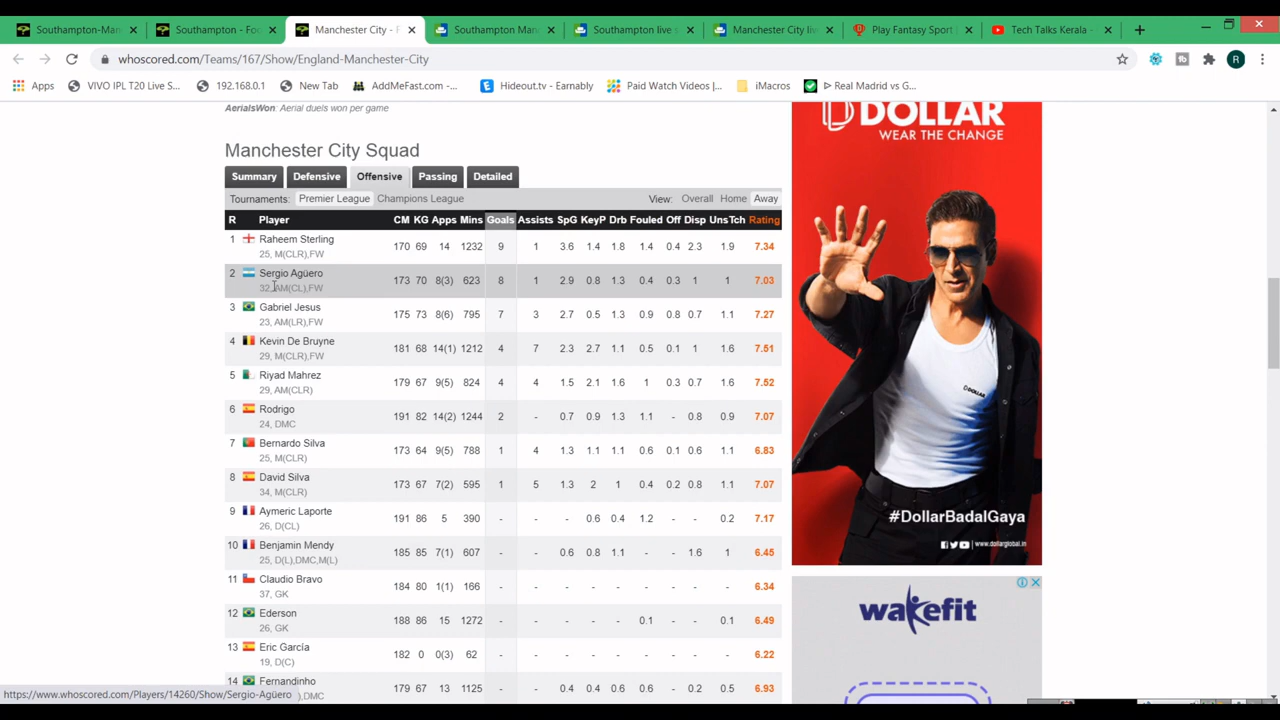 Southampton-Man
Southampton - Foo
Manchester City - F
Southampton Man
Southampton live s
Manchester City liv
Play Fantasy Sport
Tech Talks Kerala -
whoscored.com/Teams/167/Show/England-Manchester-City
R
Apps
VIVO IPL T20 Live S...
192.168.0.1
New Tab
AddMeFast.com -...
Hideout.tv - Earnably
Paid Watch Videos |...
iMacros
▷ Real Madrid vs G...
AerialsWon: Aerial duels won per game
Manchester City Squad
Summary Defensive Offensive Passing Detailed
Tournaments: Premier League Champions League View: Overall Home Away
R Player CM KG Apps Mins Goals Assists SpG KeyP Drb Fouled Off Disp UnsTch Rating
1 Raheem Sterling 170 69 14 1232 9 1 3.6 1.4 1.8 1.4 0.4 2.3 1.9 7.34
25, M(CLR),FW
2 Sergio Agüero 173 70 8(3) 623 8 1 2.9 0.8 1.3 0.4 0.3 1 1 7.03
32, AM(CL),FW
3 Gabriel Jesus 175 73 8(6) 795 7 3 2.7 0.5 1.3 0.9 0.8 0.7 1.1 7.27
23, AM(LR),FW
4 Kevin De Bruyne 181 68 14(1) 1212 4 7 2.3 2.7 1.1 0.5 0.1 1 1.6 7.51
29, M(CLR),FW
5 Riyad Mahrez 179 67 9(5) 824 4 4 1.5 2.1 1.6 1 0.3 0.7 1.3 7.52
29, AM(CLR)
6 Rodrigo 191 82 14(2) 1244 2 - 0.7 0.9 1.3 1.1 - 0.8 0.9 7.07
24, DMC
7 Bernardo Silva 173 64 9(5) 788 1 4 1.3 1.1 1.1 0.6 0.1 0.6 1.1 6.83
25, M(CLR)
8 David Silva 173 67 7(2) 595 1 5 1.3 2 1 0.4 0.2 0.8 1 7.07
34, M(CLR)
9 Aymeric Laporte 191 86 5 390 - - - 0.6 0.4 1.2 - - 0.2 7.17
26, D(CL)
10 Benjamin Mendy 185 85 7(1) 607 - - 0.6 0.8 1.1 - - 1.6 1 6.45
25, D(L),DMC,M(L)
11 Claudio Bravo 184 80 1(1) 166 - - - - - - - - - 6.34
37, GK
12 Ederson 188 86 15 1272 - - - - - 0.1 - - 0.1 6.49
26, GK
13 Eric García 182 0 0(3) 62 - - - - - - - - - 6.22
19, D(C)
14 Fernandinho 179 67 13 1125 - - 0.4 0.4 0.6 0.6 - 0.2 0.3 6.93
,DMC
https://www.whoscored.com/Players/14260/Show/Sergio-Agüero
DOLLAR
WEAR THE CHANGE
DOLLAR
#DollarBadalGaya
www.dollarglobal.in
wakefit